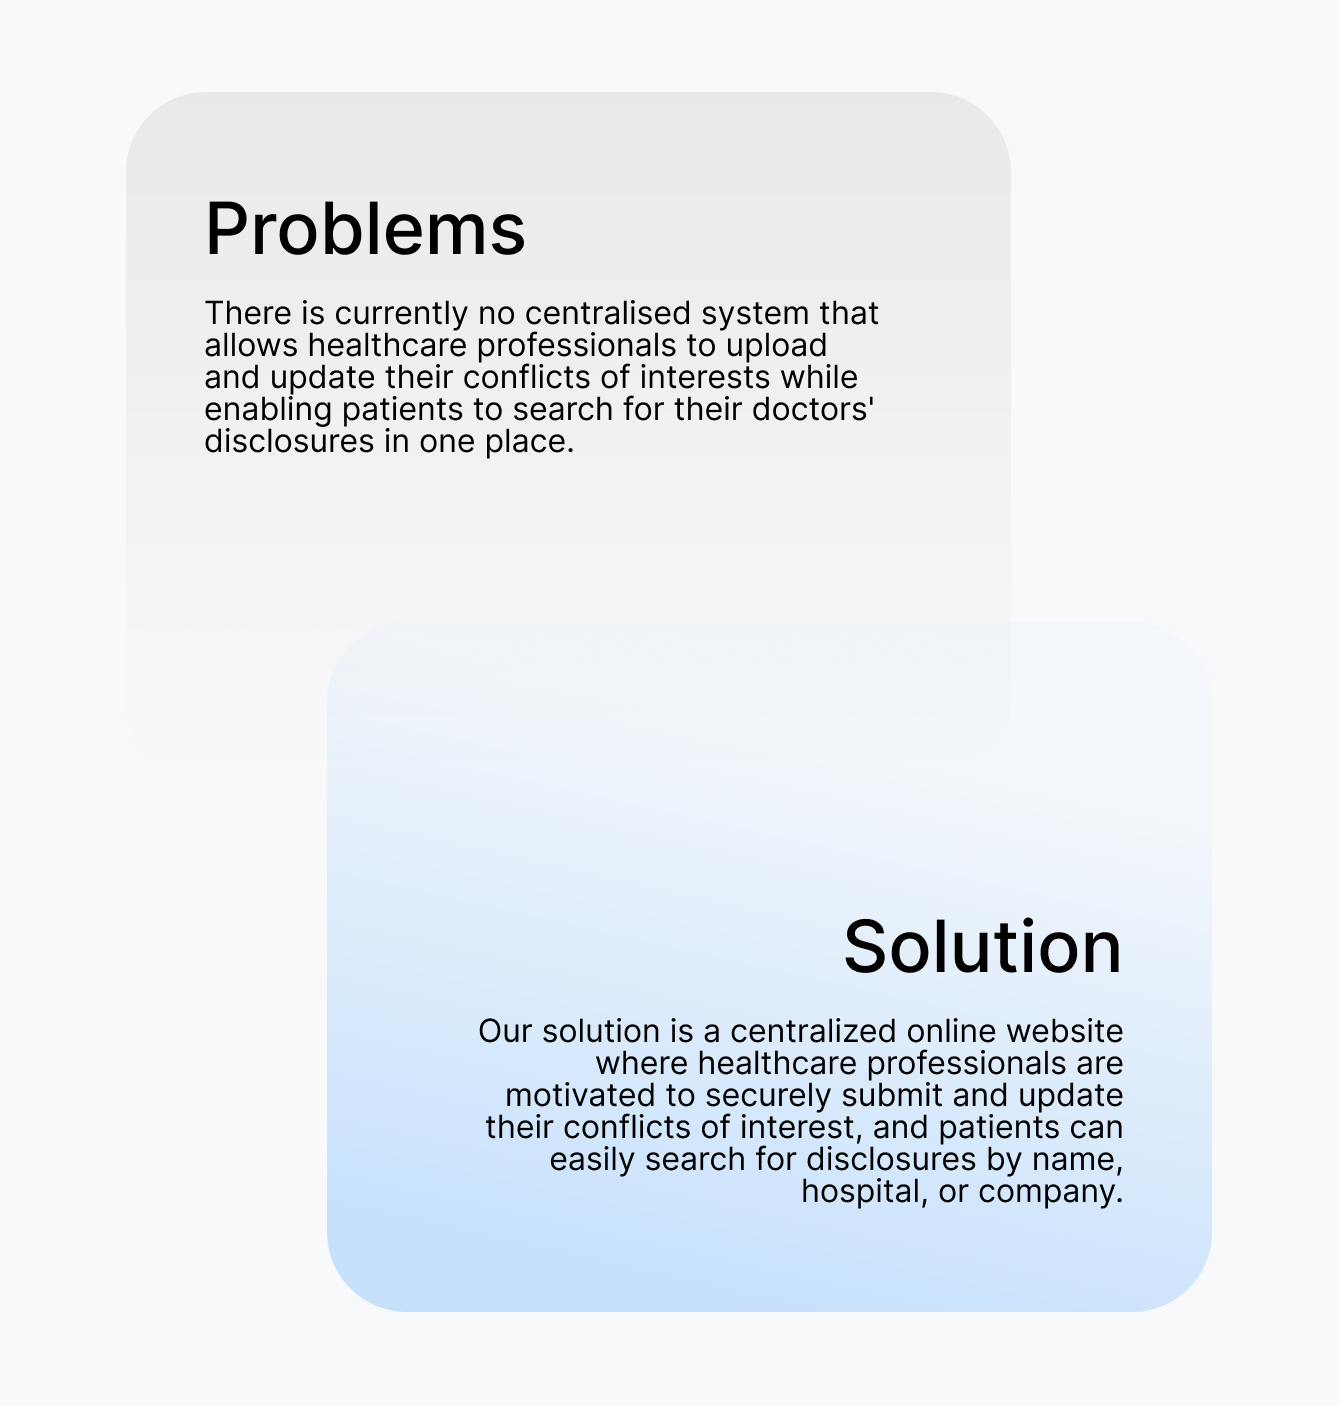 Problems
There is currently no centralised system that
allows healthcare professionals to upload
and update their conflicts of interests while
enabling patients to search for their doctors'
disclosures in one place.
Solution
Our solution is a centralized online website
where healthcare professionals are
motivated to securely submit and update
their conflicts of interest, and patients can
easily search for disclosures by name,
hospital, or company.